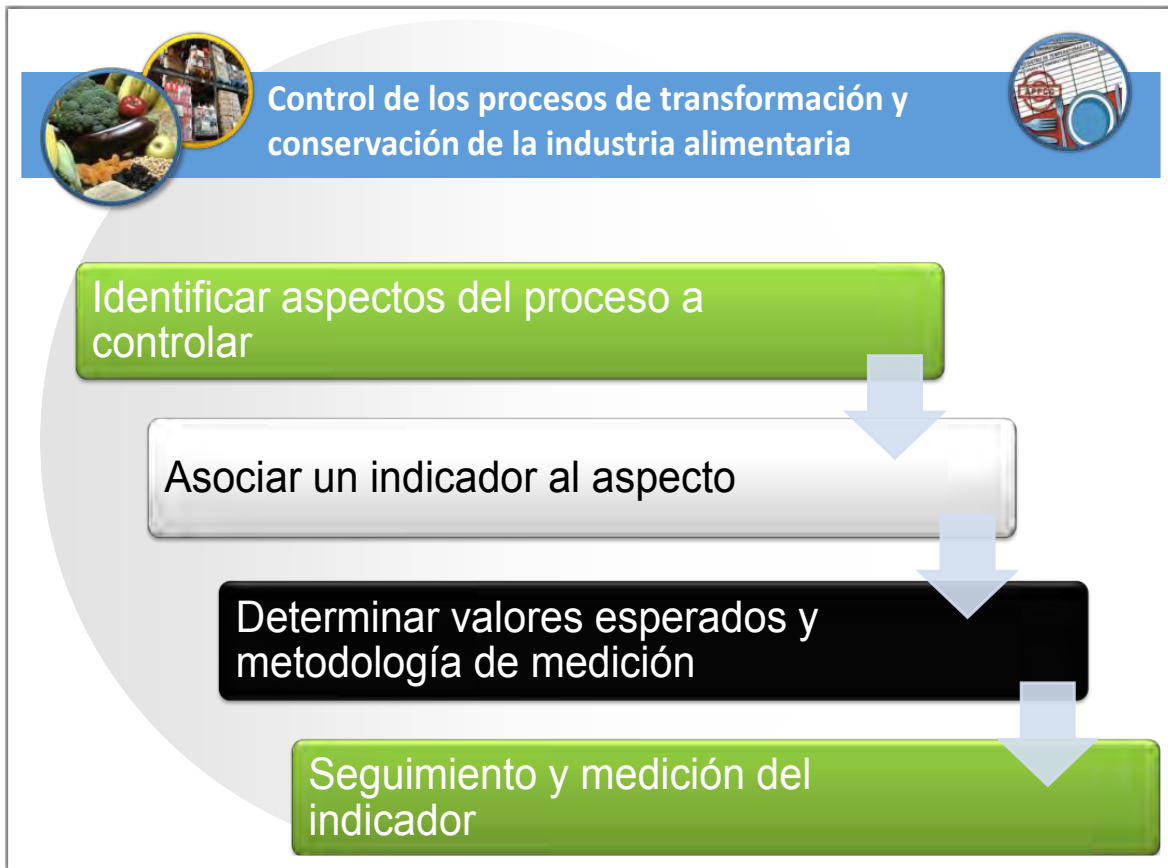 Control de los procesos de transformación y
conservación de la industria alimentaria
Identificar aspectos del proceso a
controlar
Asociar un indicador al aspecto
Determinar valores esperados y
metodología de medición
Seguimiento y medición del
indicador